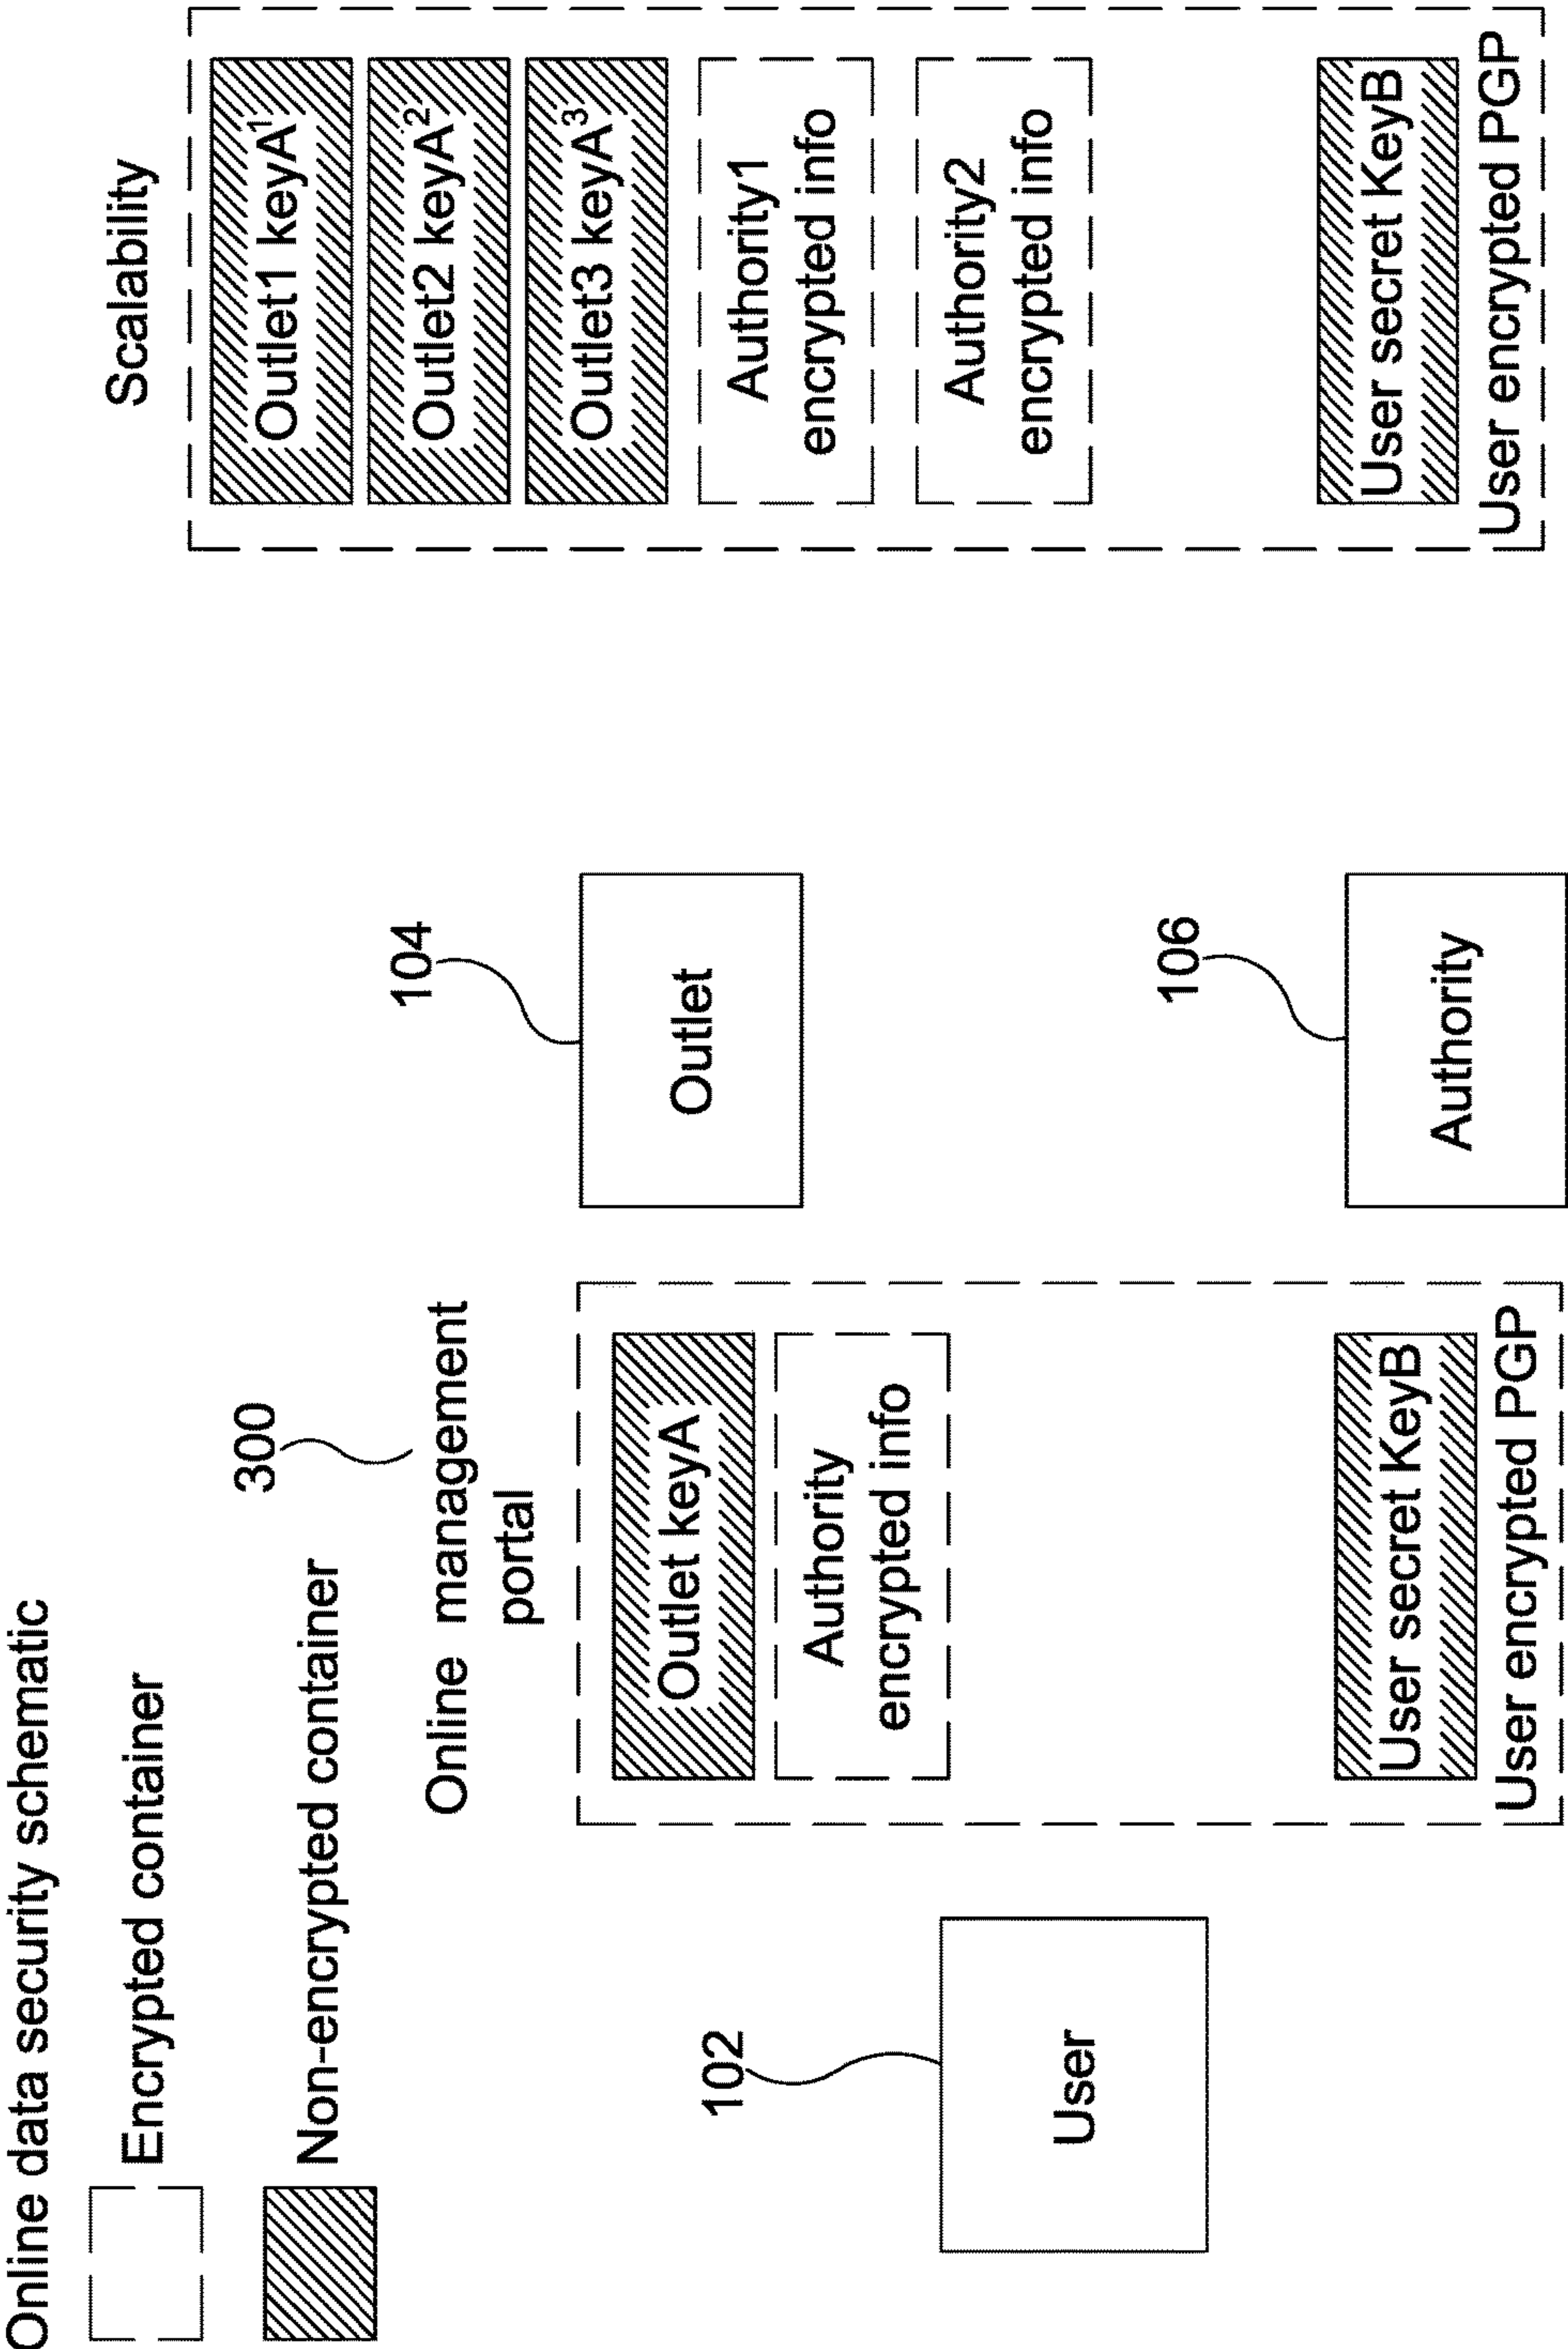 Online data security schematic
Encrypted container
Non-encrypted container
300
Online management
portal
Outlet keyA
Authority
encrypted info
User secret KeyB
User encrypted PGP
102
User
104
Outlet
106
Authority
Scalability
Outlet1 keyA¹
Outlet2 keyA²
Outlet3 keyA³
Authority1
encrypted info
Authority2
encrypted info
User secret KeyB
User encrypted PGP